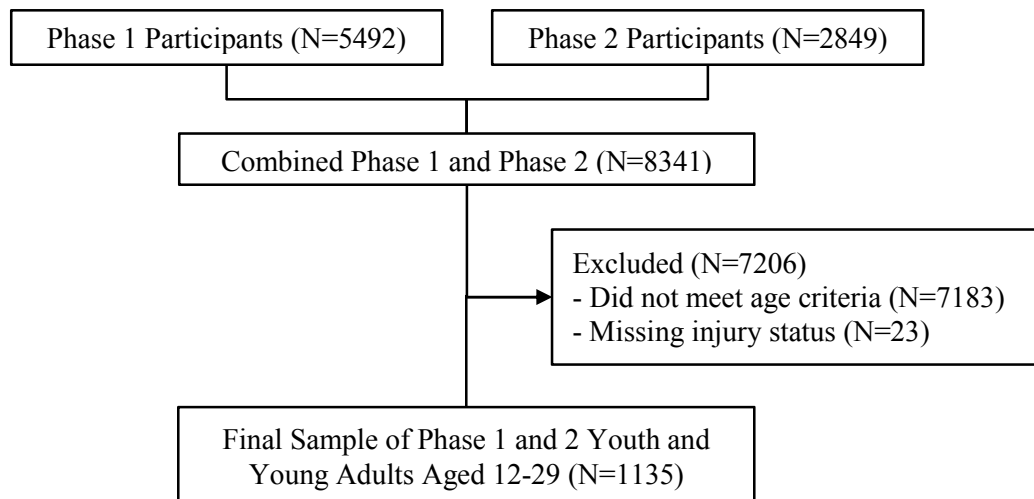 Phase 1 Participants (N=5492)
Phase 2 Participants (N=2849)
Combined Phase 1 and Phase 2 (N=8341)
Excluded (N=7206)
- Did not meet age criteria (N=7183)
- Missing injury status (N=23)
Final Sample of Phase 1 and 2 Youth and
Young Adults Aged 12-29 (N=1135)